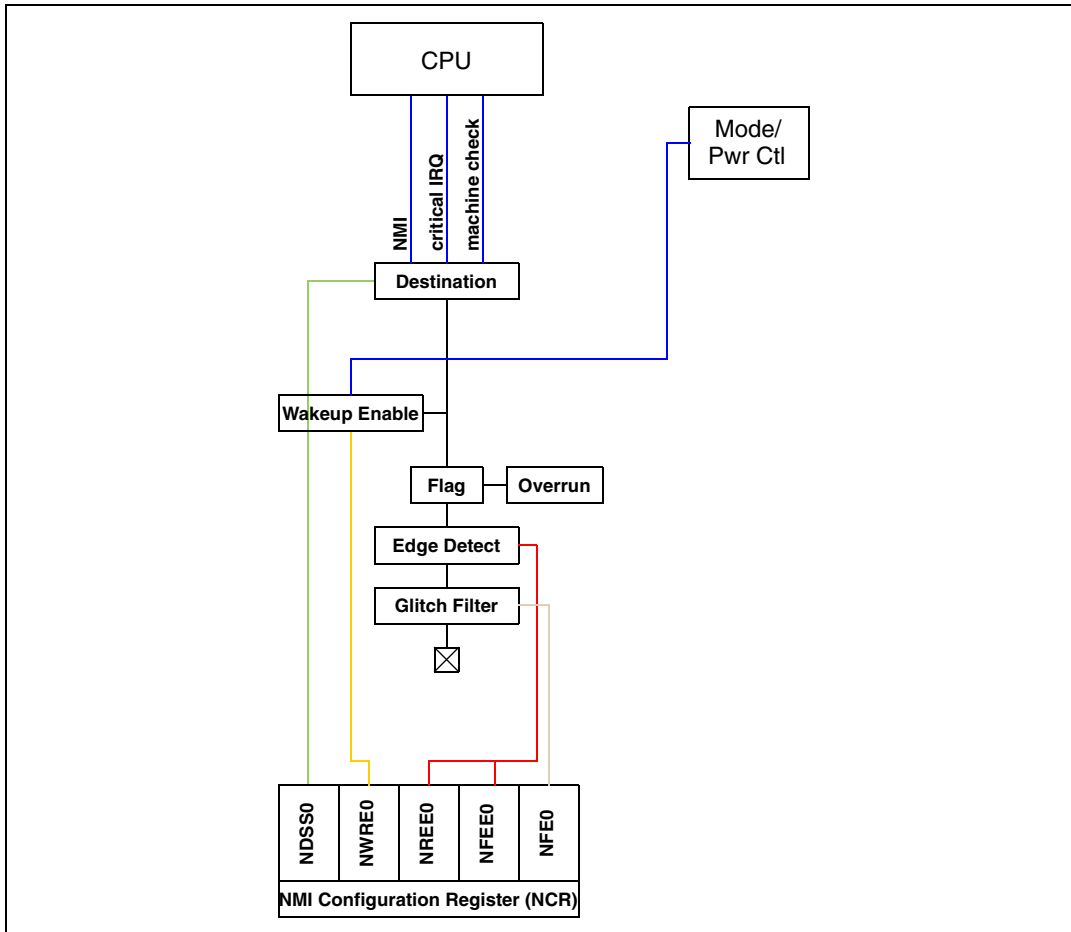 CPU
Mode/
Pwr Ctl
NMI
critical IRQ
machine check
Destination
Wakeup Enable
Flag
Overrun
Edge Detect
Glitch Filter
NDSS0
NWRE0
NREE0
NFEE0
NFE0
NMI Configuration Register (NCR)